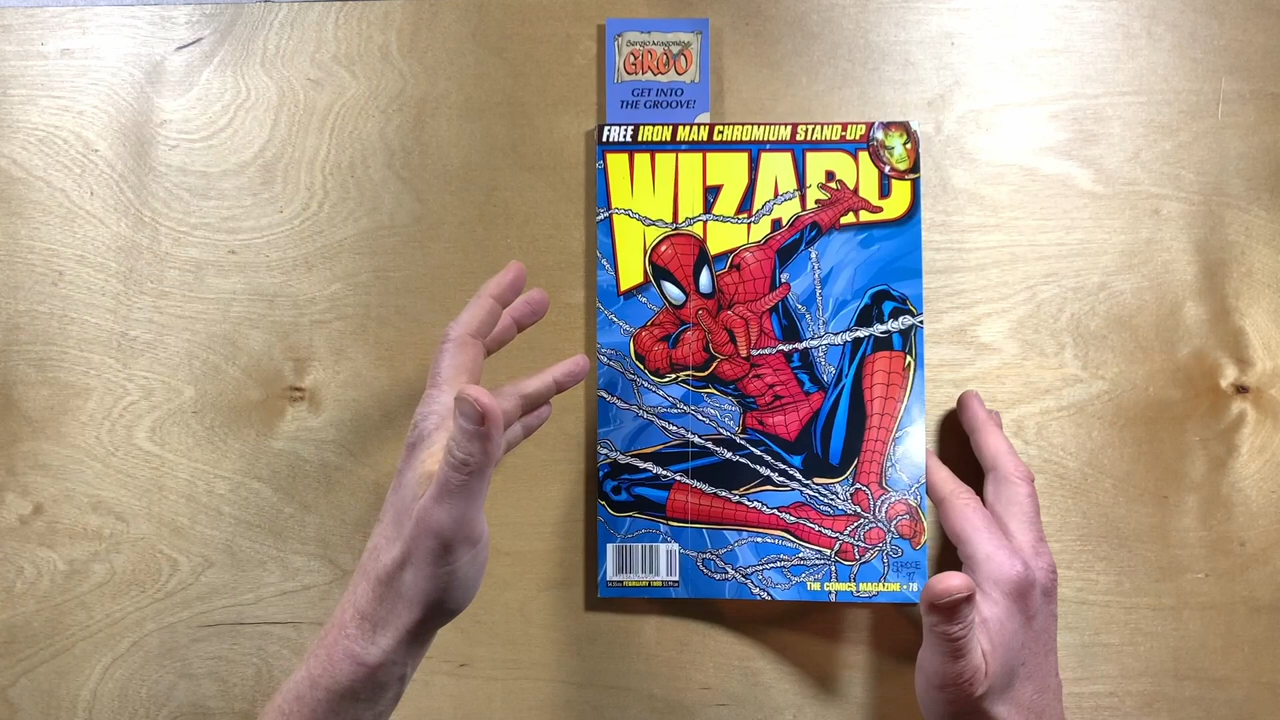 Sergio Aragonés
GROO
GET INTO
THE GROOVE!
FREE IRON MAN CHROMIUM STAND-UP
WIZARD
FEBRUARY 1998
THE COMICS MAGAZINE • 78